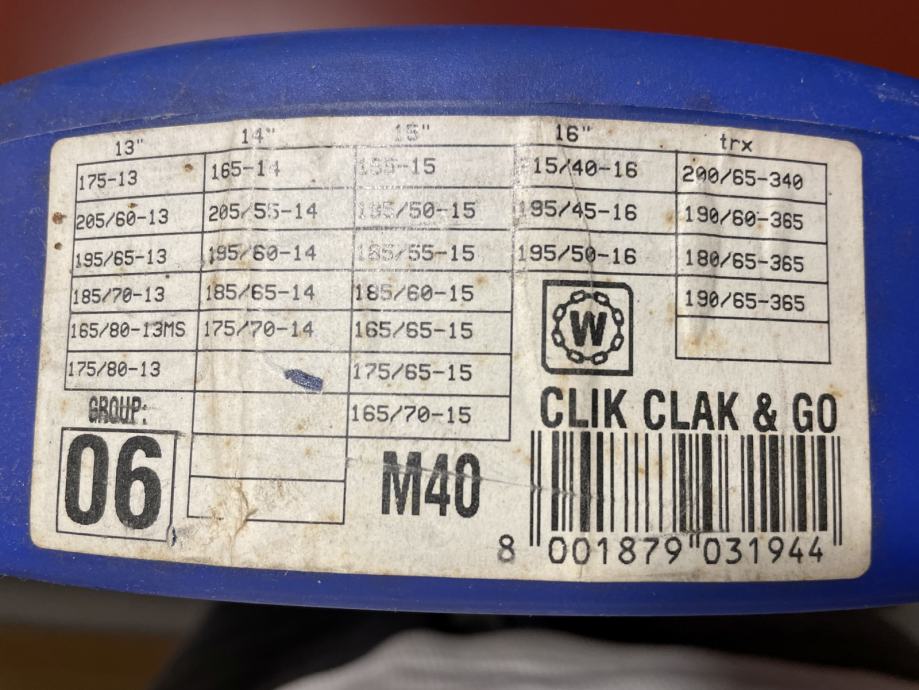 13" 14" 15" 16" trx
175-13 165-14 215/40-16 200/65-340
205/60-13 205/55-14 195/50-15 195/45-16 190/60-365
195/65-13 195/60-14 185/55-15 195/50-16 180/65-365
185/70-13 185/65-14 185/60-15 190/65-365
165/80-13MS 175/70-14 165/65-15
175/80-13 175/65-15
165/70-15
W
GROUP:
06
M40
CLIK CLAK & GO
8 001879 031944